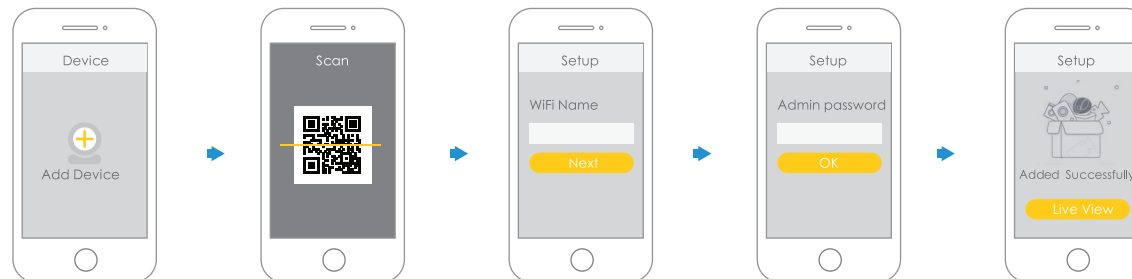 Device
Add Device
Scan
Setup
WiFi Name
Next
Setup
Admin password
OK
Setup
Added Successfully
Live View